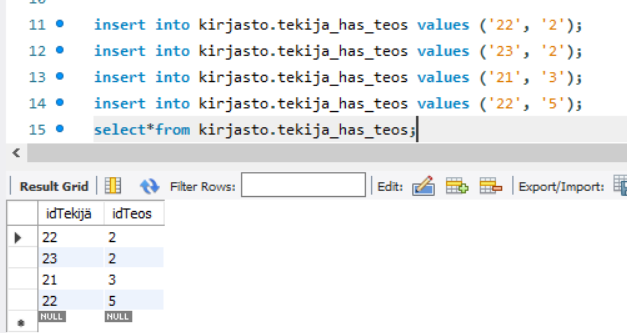 11 insert into kirjasto.tekija_has_teos values ('22', '2');
12 insert into kirjasto.tekija_has_teos values ('23', '2');
13 insert into kirjasto.tekija_has_teos values ('21', '3');
14 insert into kirjasto.tekija_has_teos values ('22', '5');
15 select*from kirjasto.tekija_has_teos;
Result Grid Filter Rows: Edit: Export/Import:
idTekijä idTeos
22 2
23 2
21 3
22 5
NULL NULL